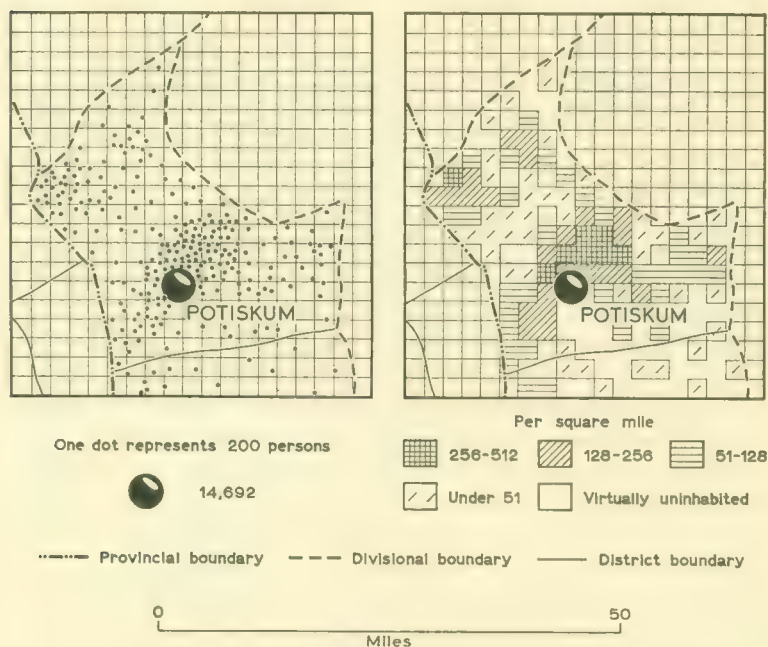 POTISKUM
POTISKUM
One dot represents 200 persons
14,692
Per square mile
256-512 128-256 51-128
Under 51 Virtually uninhabited
Provincial boundary Divisional boundary District boundary
0 50
Miles